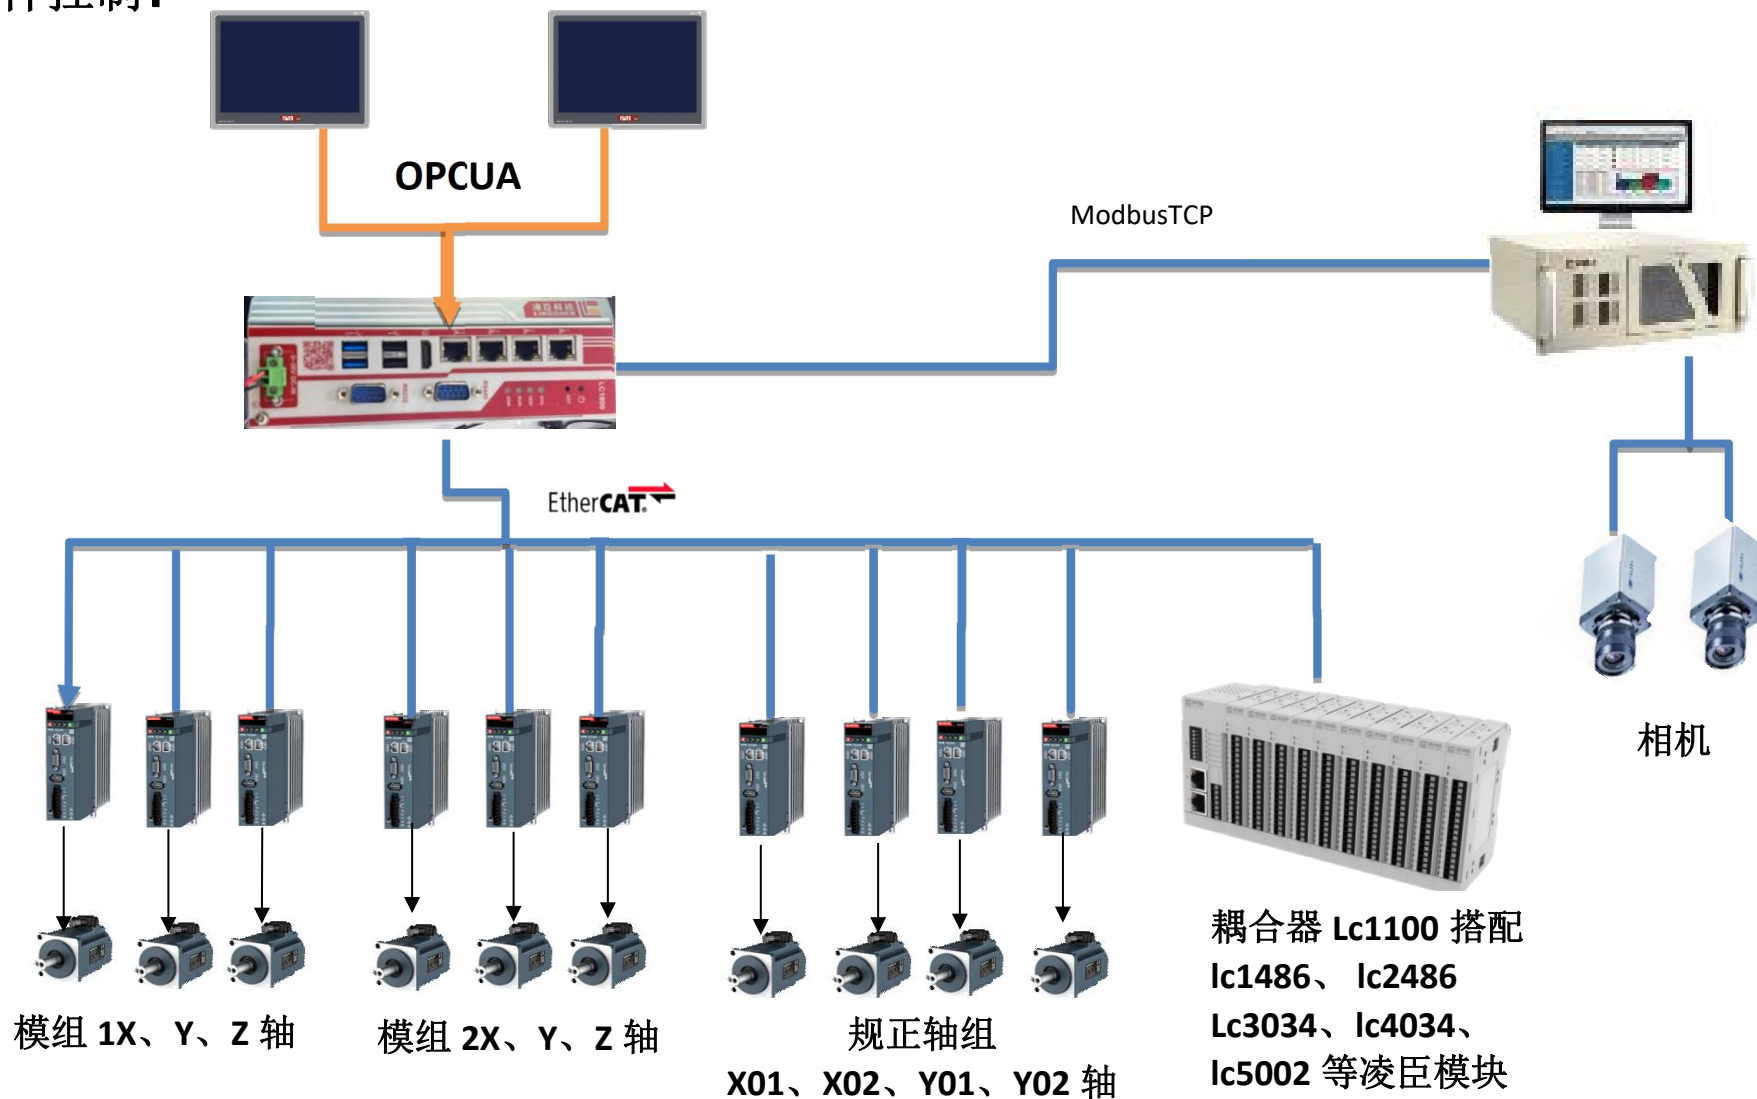 OPCUA
ModbusTCP
LC1800
EtherCAT
相机
耦合器 Lc1100 搭配
lc1486、 lc2486
Lc3034、lc4034、
lc5002 等凌臣模块
模组 1X、Y、Z 轴
模组 2X、Y、Z 轴
规正轴组
X01、X02、Y01、Y02 轴